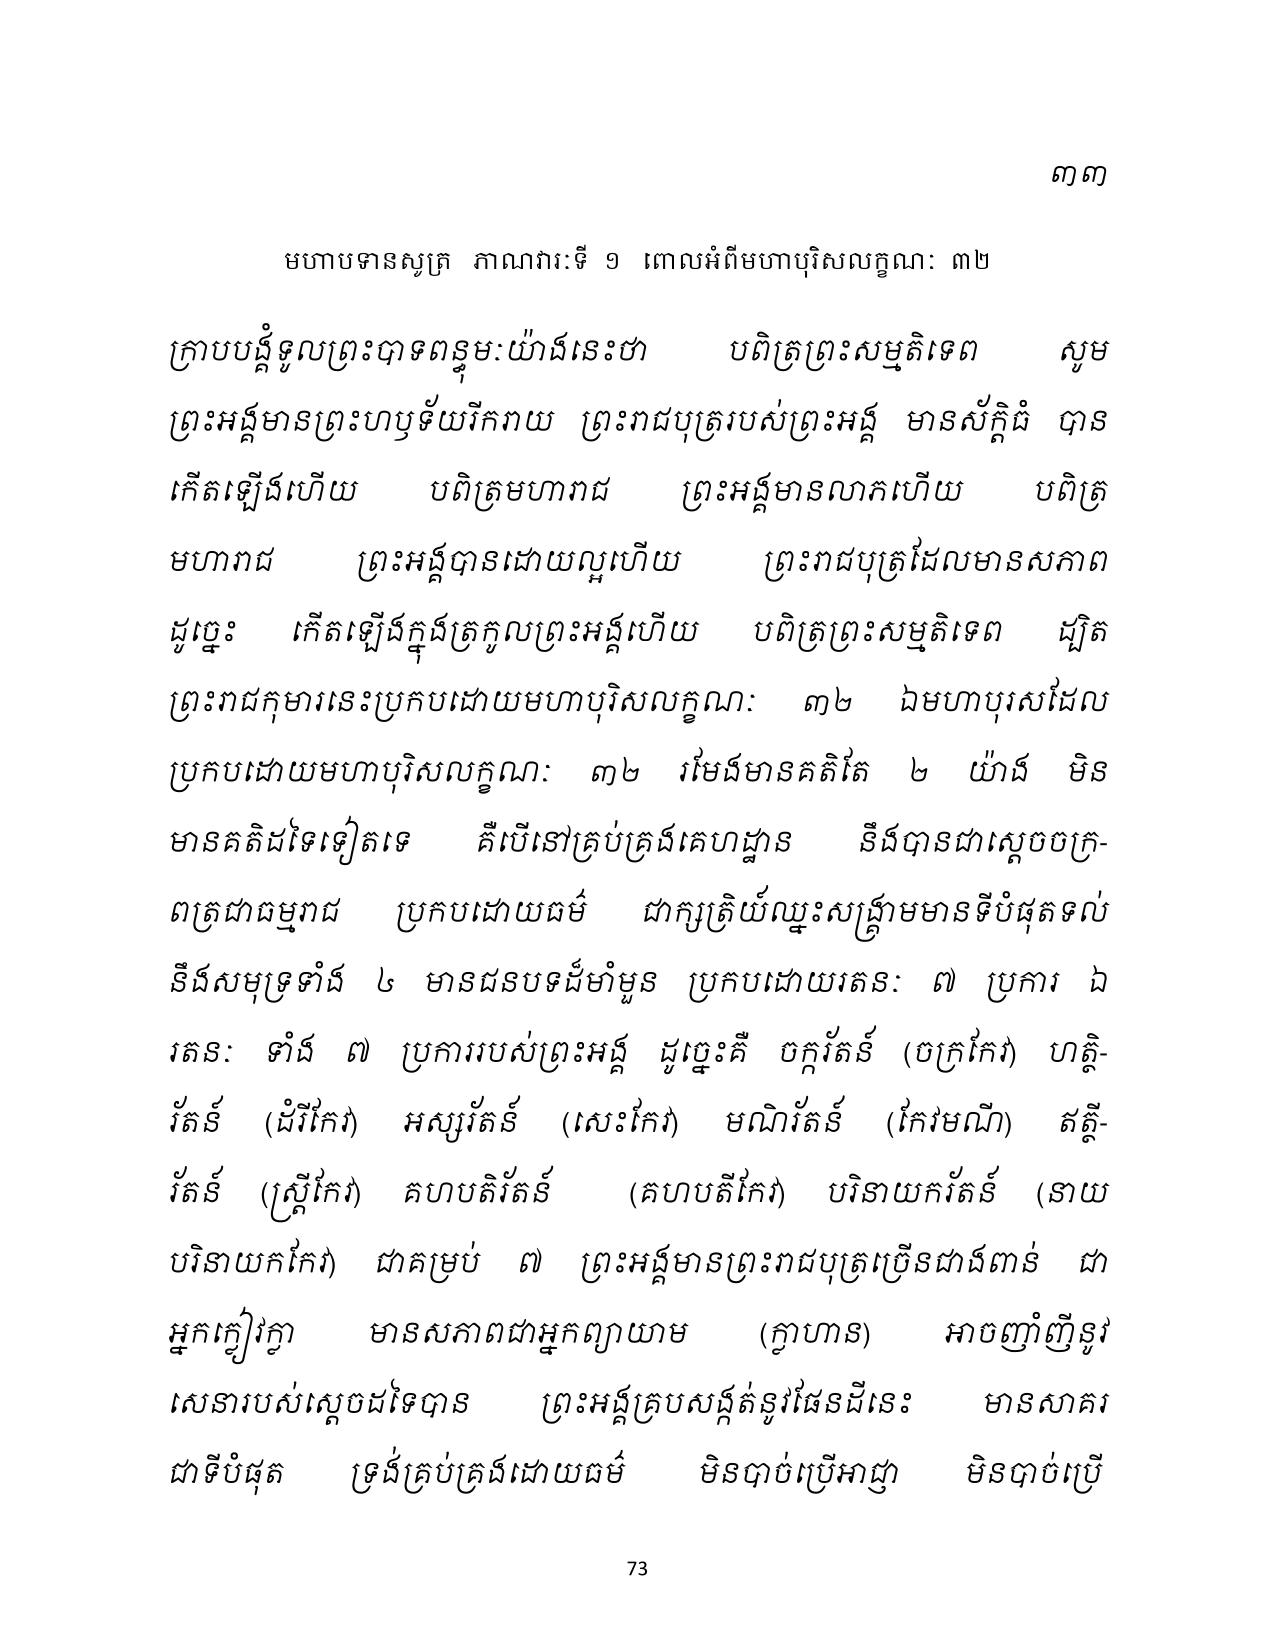 ៣៣
មហាបទានសូត្រ ភាណវារៈទី ១ ពោលអំពីមហាបុរិសលក្ខណៈ ៣២
ក្រាបបង្គំទូលព្រះបាទពន្ធុមៈយ៉ាងនេះថា បពិត្រព្រះសម្មតិទេព សូម
ព្រះអង្គមានព្រះហឫទ័យរីករាយ ព្រះរាជបុត្ររបស់ព្រះអង្គ មានស័ក្តិធំ បាន
កើតឡើងហើយ បពិត្រមហារាជ ព្រះអង្គមានលាភហើយ បពិត្រ
មហារាជ ព្រះអង្គបានដោយល្អហើយ ព្រះរាជបុត្រដែលមានសភាព
ដូច្នេះ កើតឡើងក្នុងត្រកូលព្រះអង្គហើយ បពិត្រព្រះសម្មតិទេព ដ្បិត
ព្រះរាជកុមារនេះប្រកបដោយមហាបុរិសលក្ខណៈ ៣២ ឯមហាបុរសដែល
ប្រកបដោយមហាបុរិសលក្ខណៈ ៣២ រមែងមានគតិតែ ២ យ៉ាង មិន
មានគតិដទៃទៀតទេ គឺបើនៅគ្រប់គ្រងគេហដ្ឋាន នឹងបានជាស្តេចចក្រ-
ពត្រជាធម្មរាជ ប្រកបដោយធម៌ ជាក្សត្រិយ៍ឈ្នះសង្គ្រាមមានទីបំផុតទល់
នឹងសមុទ្រទាំង ៤ មានជនបទដ៏មាំមួន ប្រកបដោយរតនៈ ៧ ប្រការ ឯ
រតនៈ ទាំង ៧ ប្រការរបស់ព្រះអង្គ ដូច្នេះគឺ ចក្ករ័តន៍ (ចក្រកែវ) ហត្ថិ-
រ័តន៍ (ដំរីកែវ) អស្សរ័តន៍ (សេះកែវ) មណិរ័តន៍ (កែវមណី) ឥត្ថី-
រ័តន៍ (ស្ត្រីកែវ) គហបតិរ័តន៍ (គហបតីកែវ) បរិនាយករ័តន៍ (នាយ
បរិនាយកកែវ) ជាគម្រប់ ៧ ព្រះអង្គមានព្រះរាជបុត្រច្រើនជាងពាន់ ជា
អ្នកក្លៀវក្លា មានសភាពជាអ្នកព្យាយាម (ក្លាហាន) អាចញាំញីនូវ
សេនារបស់ស្តេចដទៃបាន ព្រះអង្គគ្របសង្កត់នូវផែនដីនេះ មានសាគរ
ជាទីបំផុត ទ្រង់គ្រប់គ្រងដោយធម៌ មិនបាច់ប្រើអាជ្ញា មិនបាច់ប្រើ
73